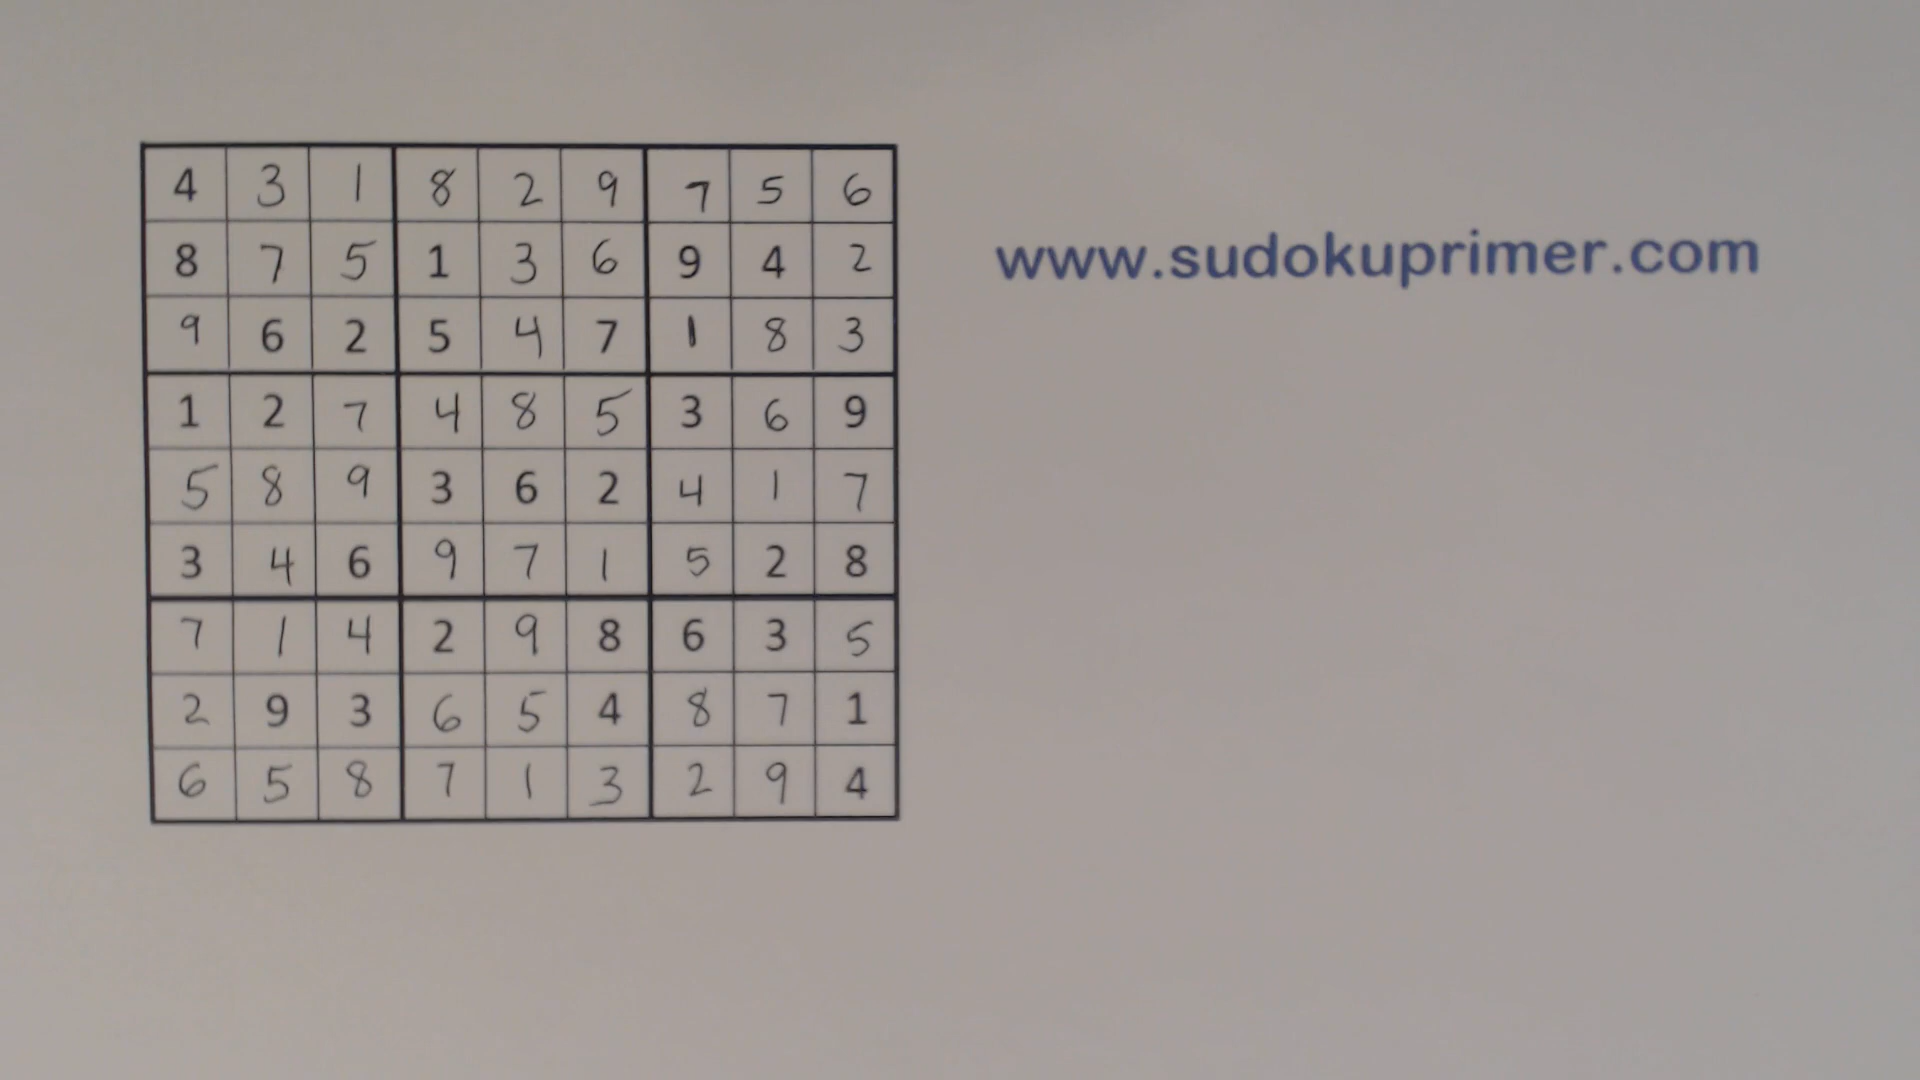 4 3 1 8 2 9 7 5 6
8 7 5 1 3 6 9 4 2
9 6 2 5 4 7 1 8 3
1 2 7 4 8 5 3 6 9
5 8 9 3 6 2 4 1 7
3 4 6 9 7 1 5 2 8
7 1 4 2 9 8 6 3 5
2 9 3 6 5 4 8 7 1
6 5 8 7 1 3 2 9 4
www.sudokuprimer.com